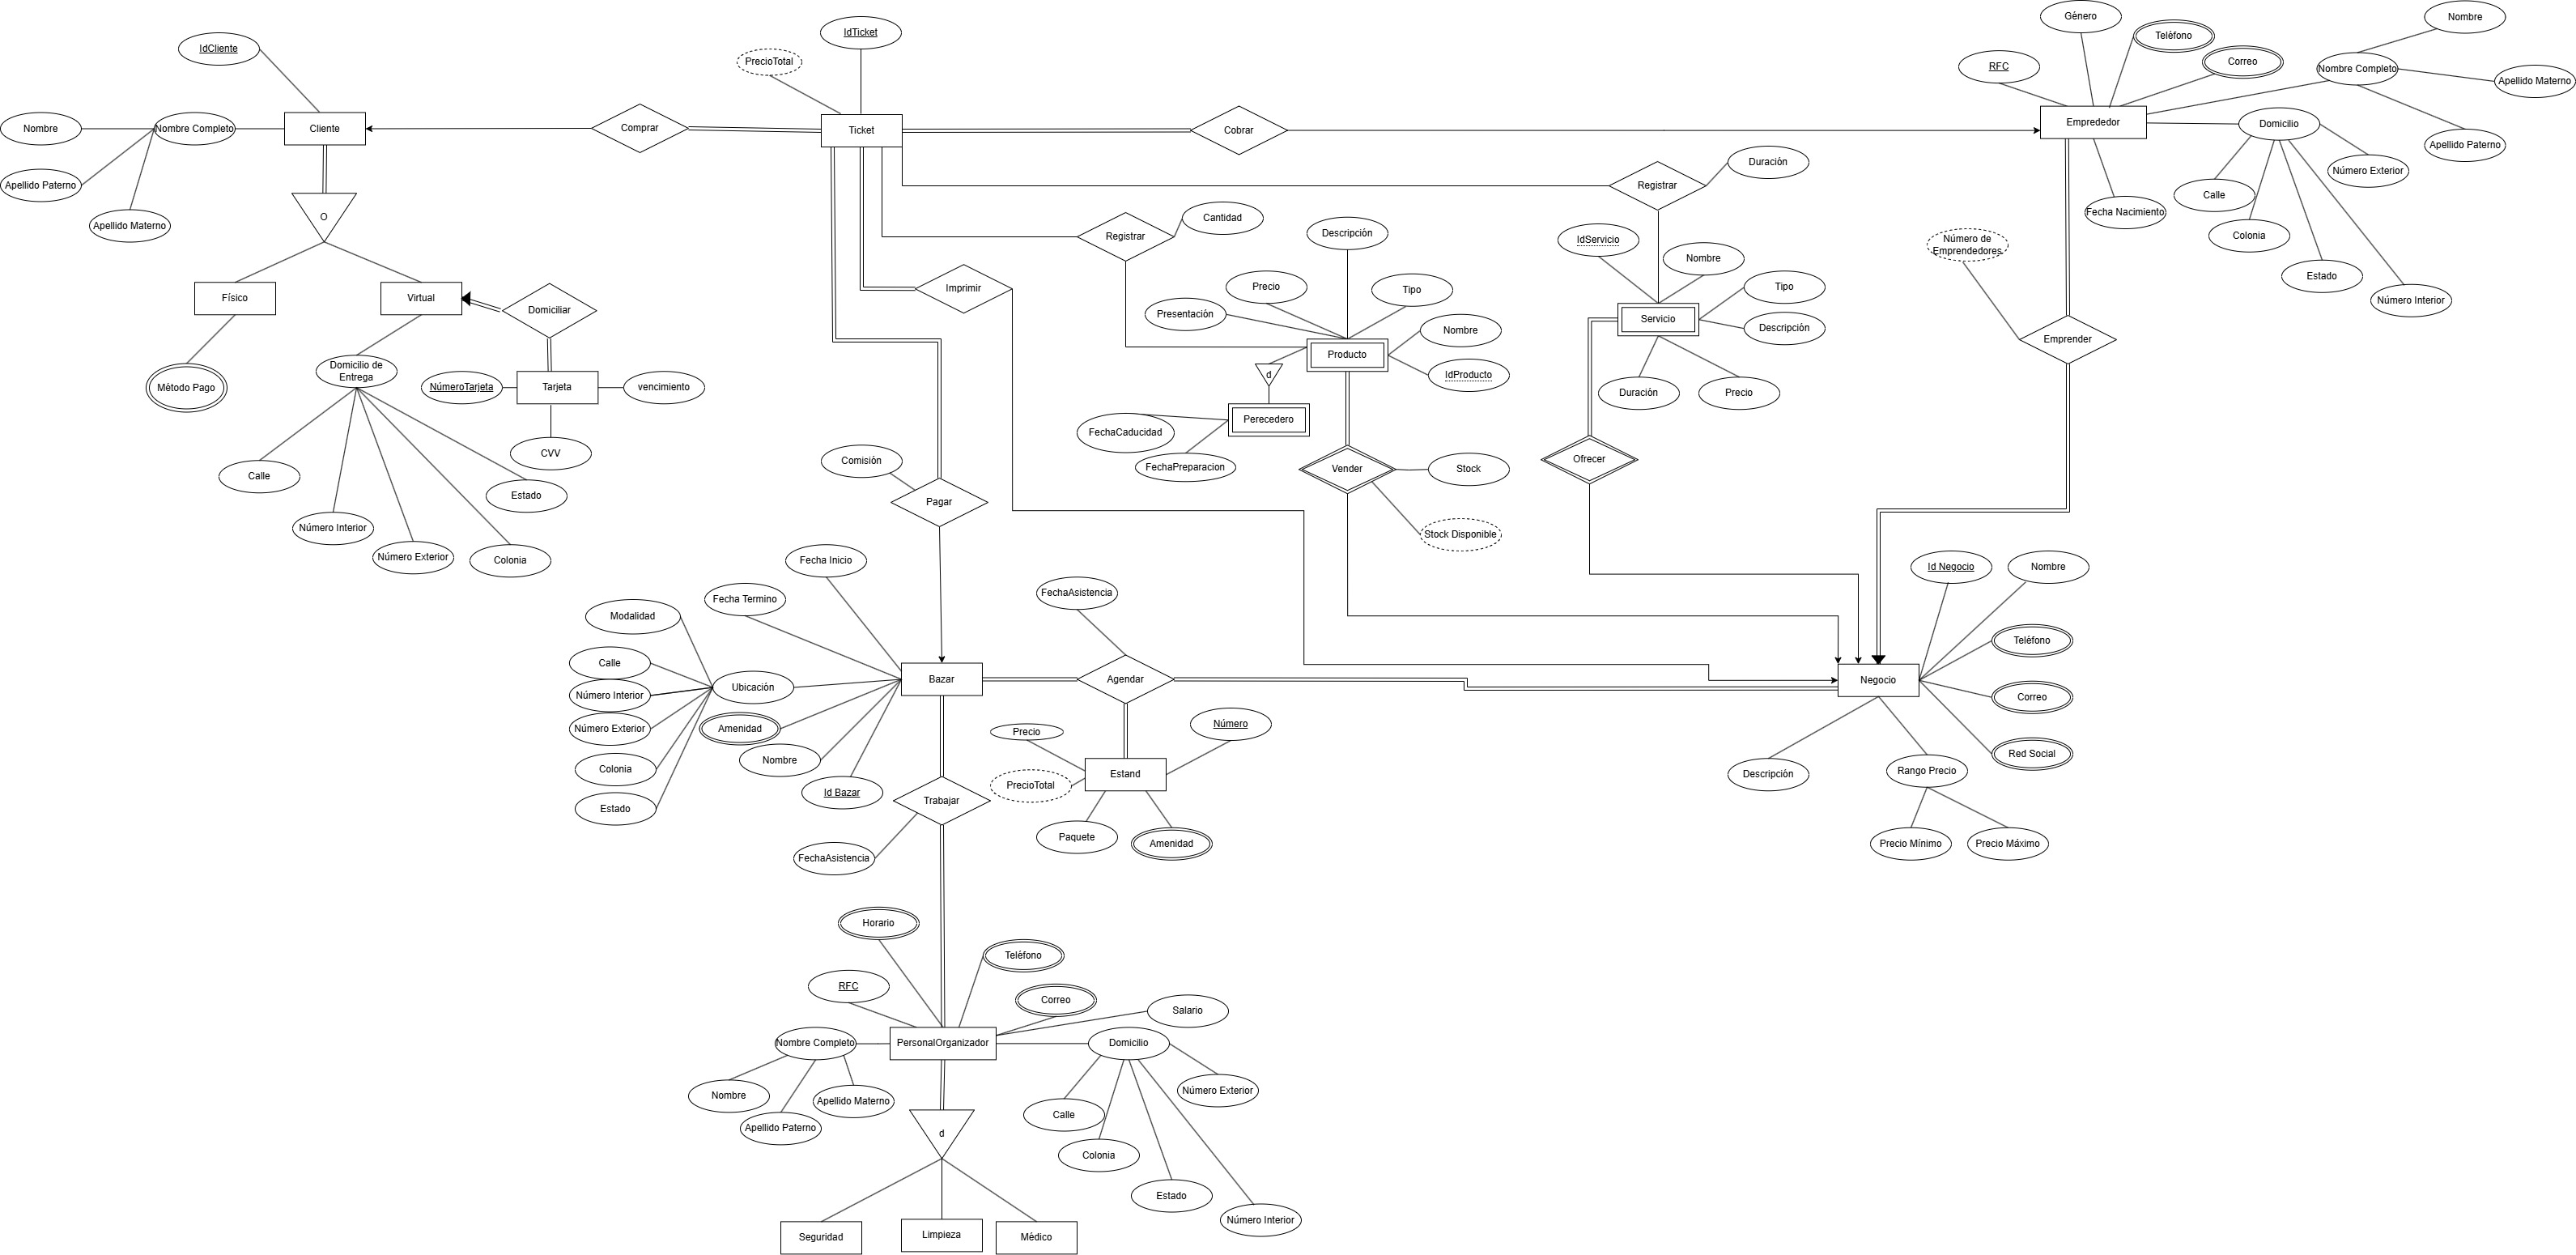 IdCliente
Nombre
Nombre Completo
Cliente
Apellido Paterno
Apellido Materno
O
Físico
Virtual
Método Pago
Domiciliar
Domicilio de
Entrega
NúmeroTarjeta
Tarjeta
vencimiento
CVV
Calle
Número Interior
Número Exterior
Colonia
Estado
Comprar
IdTicket
PrecioTotal
Ticket
Cobrar
Registrar
Duración
Registrar
Cantidad
Imprimir
Descripción
Precio
Tipo
Presentación
Nombre
Producto
IdProducto
d
Perecedero
FechaCaducidad
FechaPreparacion
Vender
Stock
Stock Disponible
IdServicio
Nombre
Tipo
Servicio
Descripción
Duración
Precio
Ofrecer
Género
Teléfono
Correo
RFC
Nombre
Nombre Completo
Apellido Materno
Apellido Paterno
Emprededor
Domicilio
Número Exterior
Calle
Fecha Nacimiento
Colonia
Estado
Número Interior
Número de
Emprendedores
Emprender
Comisión
Pagar
Fecha Inicio
Fecha Termino
Modalidad
Calle
Número Interior
Número Exterior
Colonia
Estado
Ubicación
Amenidad
Nombre
Id Bazar
Bazar
FechaAsistencia
Agendar
Precio
Número
PrecioTotal
Estand
Paquete
Amenidad
Id Negocio
Nombre
Teléfono
Negocio
Correo
Red Social
Descripción
Rango Precio
Precio Mínimo
Precio Máximo
Trabajar
FechaAsistencia
Horario
Teléfono
RFC
Correo
Salario
Nombre Completo
PersonalOrganizador
Domicilio
Nombre
Apellido Paterno
Apellido Materno
Número Exterior
Calle
Colonia
Estado
Número Interior
d
Seguridad
Limpieza
Médico